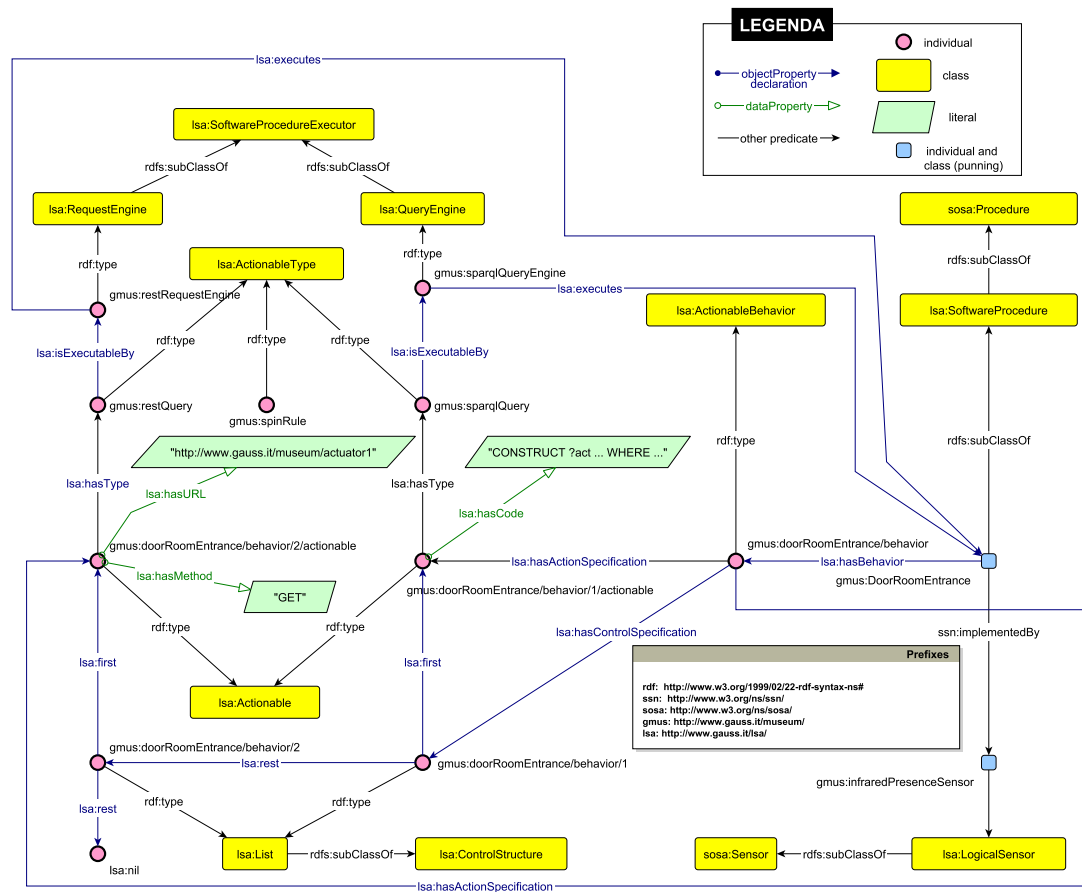 LEGENDA
individual
lsa:executes
objectProperty
declaration
class
dataProperty
literal
lsa:SoftwareProcedureExecutor
other predicate
individual and
class (punning)
rdfs:subClassOf
rdfs:subClassOf
lsa:RequestEngine
lsa:QueryEngine
sosa:Procedure
rdf:type
rdf:type
lsa:ActionableType
rdfs:subClassOf
gmus:sparqlQueryEngine
gmus:restRequestEngine
lsa:executes
lsa:ActionableBehavior
lsa:SoftwareProcedure
rdf:type
rdf:type
rdf:type
lsa:isExecutableBy
lsa:isExecutableBy
gmus:restQuery
gmus:spinRule
gmus:sparqlQuery
rdf:type
rdfs:subClassOf
"http://www.gauss.it/museum/actuator1"
"CONSTRUCT ?act ... WHERE ..."
lsa:hasType
lsa:hasURL
lsa:hasType
lsa:hasCode
gmus:doorRoomEntrance/behavior/2/actionable
gmus:doorRoomEntrance/behavior
lsa:hasActionSpecification
lsa:hasBehavior
lsa:hasMethod
gmus:DoorRoomEntrance
"GET"
gmus:doorRoomEntrance/behavior/1/actionable
rdf:type
rdf:type
lsa:hasControlSpecification
ssn:implementedBy
lsa:first
lsa:first
Prefixes
rdf: http://www.w3.org/1999/02/22-rdf-syntax-ns#
ssn: http://www.w3.org/ns/ssn/
sosa: http://www.w3.org/ns/sosa/
gmus: http://www.gauss.it/museum/
lsa: http://www.gauss.it/lsa/
lsa:Actionable
gmus:doorRoomEntrance/behavior/2
lsa:rest
gmus:doorRoomEntrance/behavior/1
gmus:infraredPresenceSensor
rdf:type
rdf:type
lsa:rest
lsa:List
rdfs:subClassOf
lsa:ControlStructure
sosa:Sensor
rdfs:subClassOf
lsa:LogicalSensor
lsa:nil
lsa:hasActionSpecification